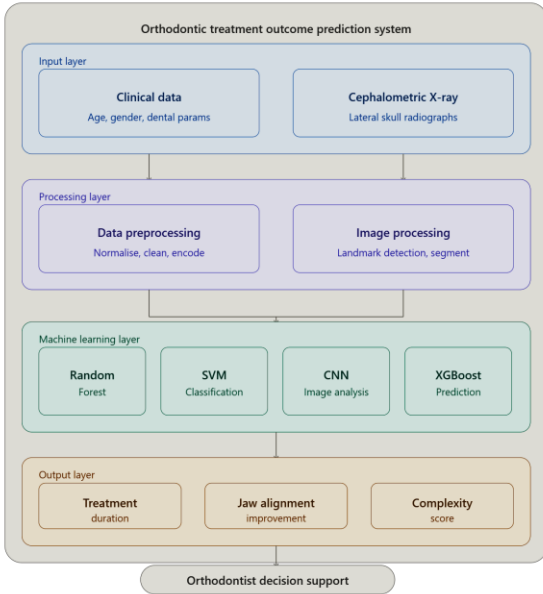 Orthodontic treatment outcome prediction system
Input layer
Clinical data
Age, gender, dental params
Cephalometric X-ray
Lateral skull radiographs
Processing layer
Data preprocessing
Normalise, clean, encode
Image processing
Landmark detection, segment
Machine learning layer
Random
Forest
SVM
Classification
CNN
Image analysis
XGBoost
Prediction
Output layer
Treatment
duration
Jaw alignment
improvement
Complexity
score
Orthodontist decision support